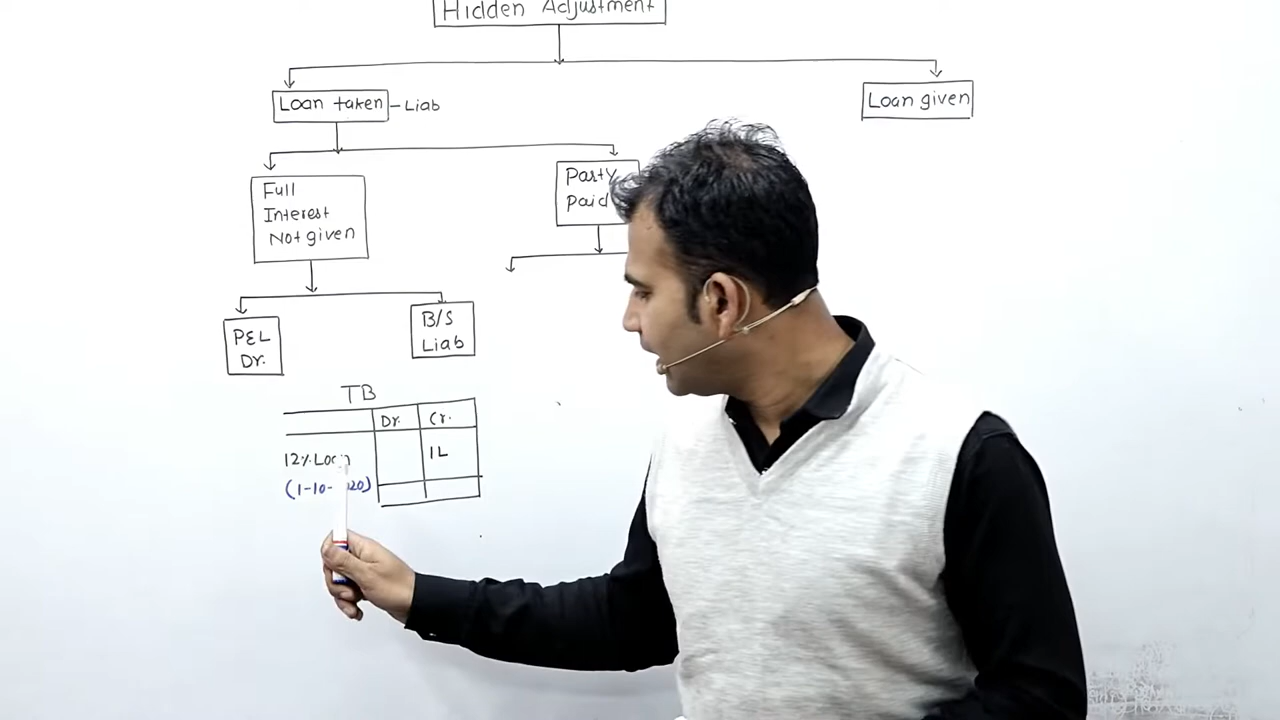 Hidden Adjustment
Loan taken - Liab
Loan given
Full
Interest
Not given
Party
Paid
P&L
Dr.
B/S
Liab
TB
Dr. Cr.
12% Loan 1L